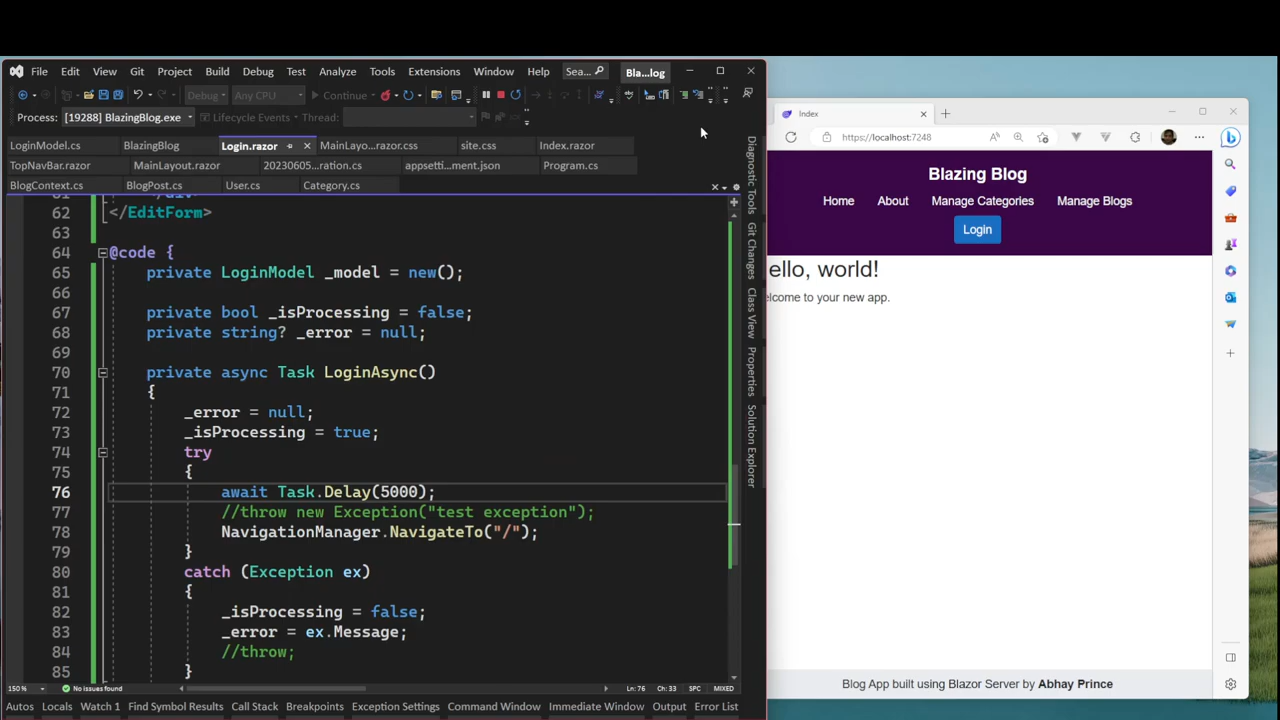 File Edit View Git Project Build Debug Test Analyze Tools Extensions Window Help Sea... Bla...log
Debug Any CPU Continue
Process: [19288] BlazingBlog.exe Lifecycle Events Thread:
LoginModel.cs BlazingBlog Login.razor MainLayo...razor.css site.css Index.razor
TopNavBar.razor MainLayout.razor 20230605...ration.cs appsetti...ment.json Program.cs
BlogContext.cs BlogPost.cs User.cs Category.cs
62 </EditForm>
63
64 @code {
65 private LoginModel _model = new();
66
67 private bool _isProcessing = false;
68 private string? _error = null;
69
70 private async Task LoginAsync()
71 {
72 _error = null;
73 _isProcessing = true;
74 try
75 {
76 await Task.Delay(5000);
77 //throw new Exception("test exception");
78 NavigationManager.NavigateTo("/");
79 }
80 catch (Exception ex)
81 {
82 _isProcessing = false;
83 _error = ex.Message;
84 //throw;
85 }
150 % No issues found Ln: 76 Ch: 33 SPC MIXED
Autos Locals Watch 1 Find Symbol Results Call Stack Breakpoints Exception Settings Command Window Immediate Window Output Error List
Diagnostic Tools
Git Changes
Class View
Properties
Solution Explorer
Index
https://localhost:7248
Blazing Blog
Home About Manage Categories Manage Blogs
Login
ello, world!
elcome to your new app.
Blog App built using Blazor Server by Abhay Prince